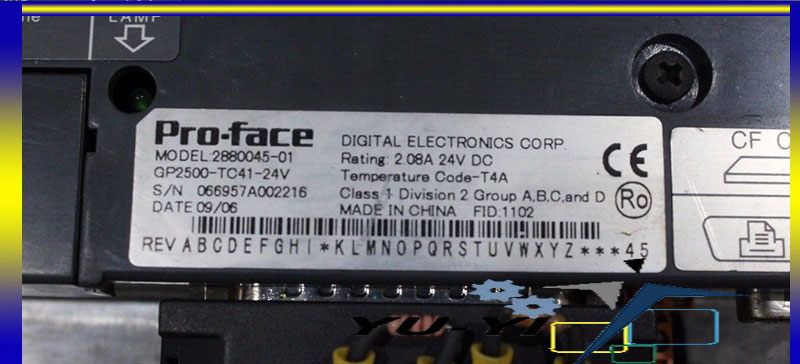 LAMP
Pro-face
DIGITAL ELECTRONICS CORP.
MODEL:2880045-01
Rating: 2.08A 24V DC
GP2500-TC41-24V
Temperature Code-T4A
S/N 066957A002216
Class 1 Division 2 Group A,B,C,and D
DATE 09/06
MADE IN CHINA FID:1102
CE
Ro
REV A B C D E F G H I * K L M N O P Q R S T U V W X Y Z * * * 4 5
CF C
YU YI